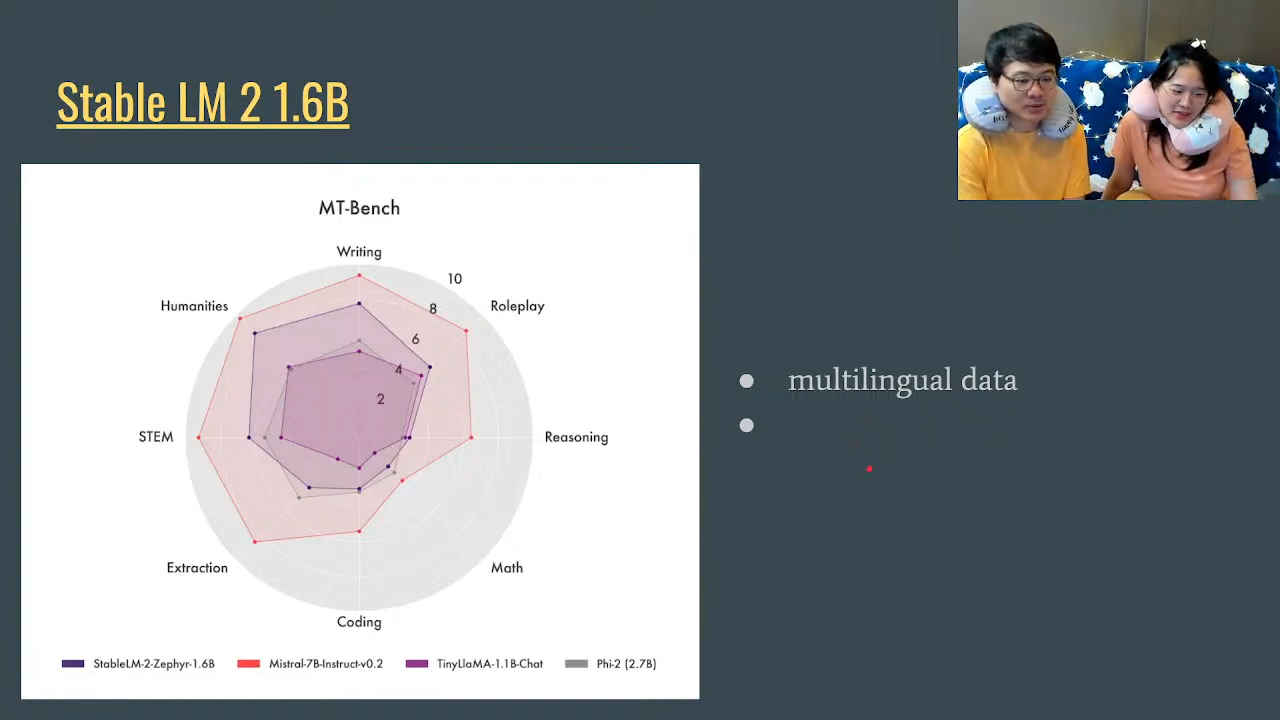 Stable LM 2 1.6B
MT-Bench
Writing
10
Humanities
Roleplay
8
6
4
2
STEM
Reasoning
Extraction
Math
Coding
StableLM-2-Zephyr-1.6B
Mistral-7B-Instruct-v0.2
TinyLlaMA-1.1B-Chat
Phi-2 (2.7B)
multilingual data